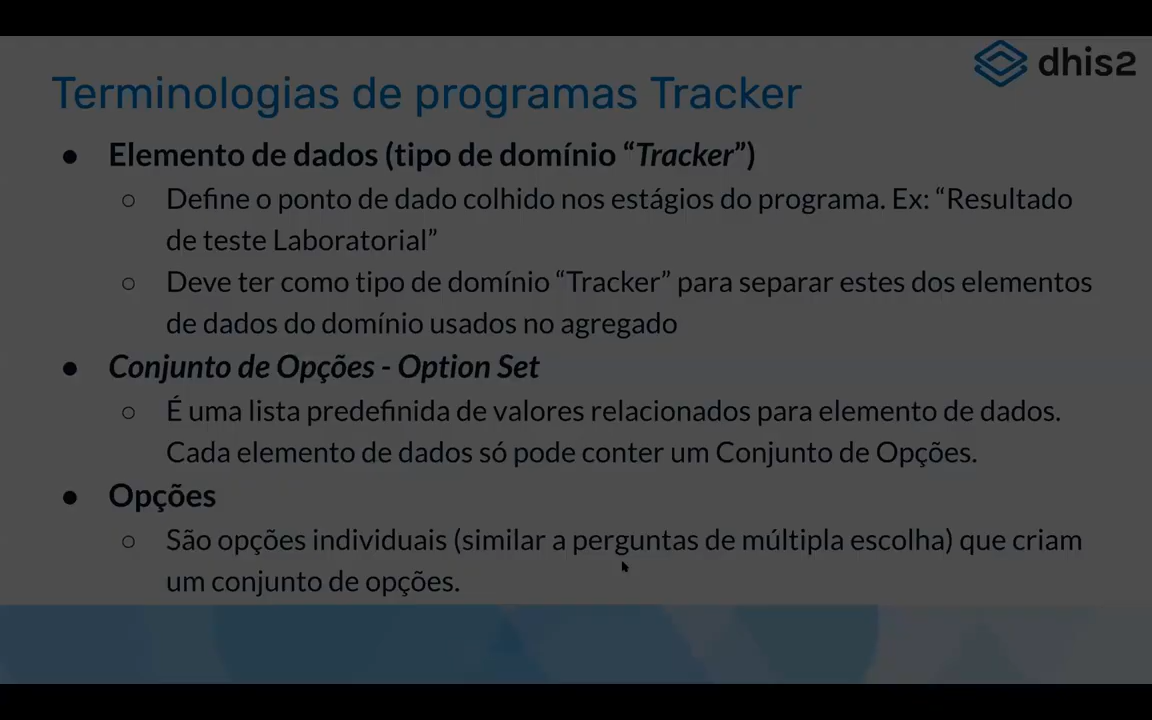 dhis2
Terminologias de programas Tracker
● Elemento de dados (tipo de domínio “Tracker”)
○ Define o ponto de dado colhido nos estágios do programa. Ex: “Resultado
de teste Laboratorial”
○ Deve ter como tipo de domínio “Tracker” para separar estes dos elementos
de dados do domínio usados no agregado
● Conjunto de Opções - Option Set
○ É uma lista predefinida de valores relacionados para elemento de dados.
Cada elemento de dados só pode conter um Conjunto de Opções.
● Opções
○ São opções individuais (similar a perguntas de múltipla escolha) que criam
um conjunto de opções.